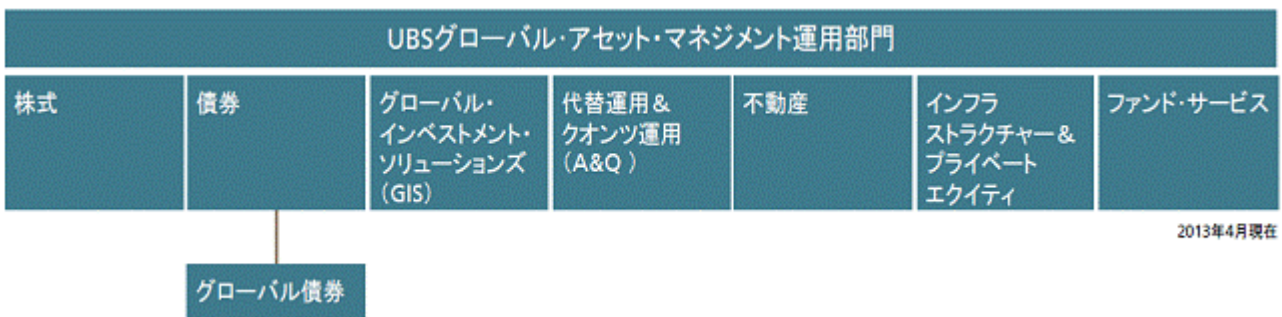 UBSグローバル・アセット・マネジメント運用部門
株式
債券
グローバル・
インベストメント・
ソリューションズ
(GIS)
代替運用&
クオンツ運用
(A&Q )
不動産
インフラ
ストラクチャー&
プライベート
エクイティ
ファンド・サービス
2013年4月現在
グローバル債券